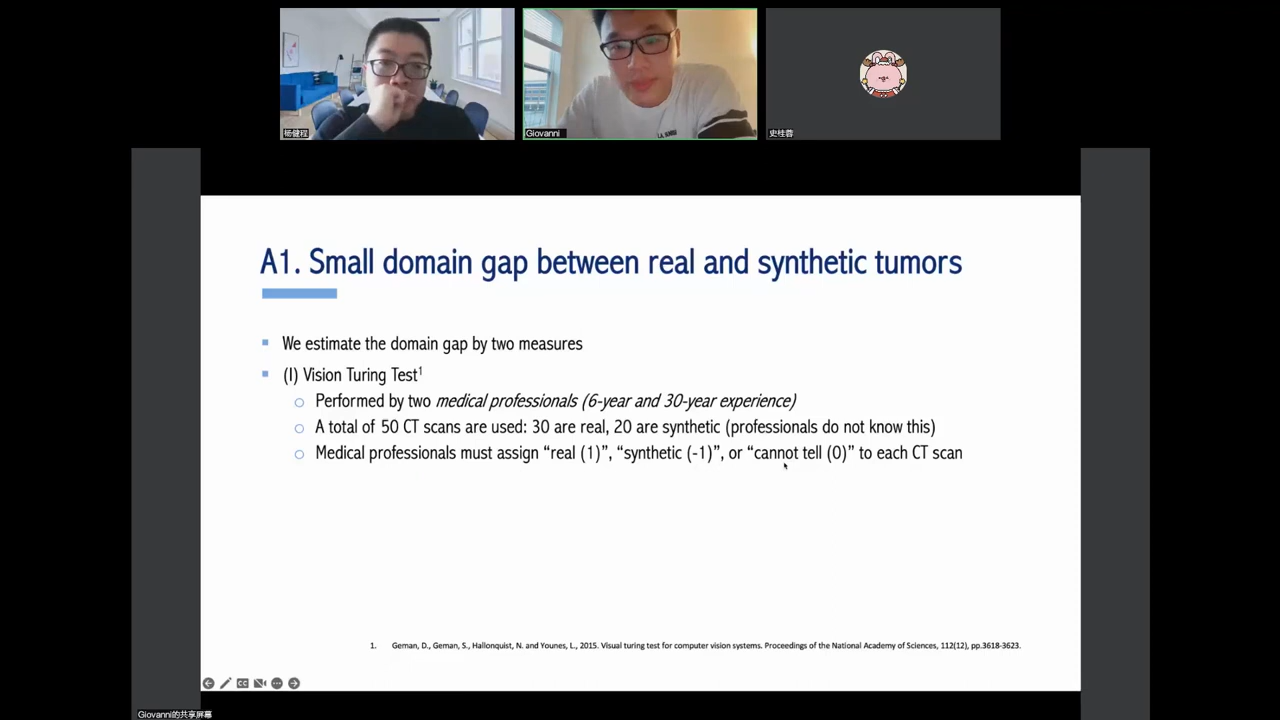 杨健程
Giovanni
史桂蓉
A1. Small domain gap between real and synthetic tumors
We estimate the domain gap by two measures
(I) Vision Turing Test1
Performed by two medical professionals (6-year and 30-year experience)
A total of 50 CT scans are used: 30 are real, 20 are synthetic (professionals do not know this)
Medical professionals must assign “real (1)”, “synthetic (-1)”, or “cannot tell (0)” to each CT scan
1. Geman, D., Geman, S., Hallonquist, N. and Younes, L., 2015. Visual turing test for computer vision systems. Proceedings of the National Academy of Sciences, 112(12), pp.3618-3623.
Giovanni的共享屏幕